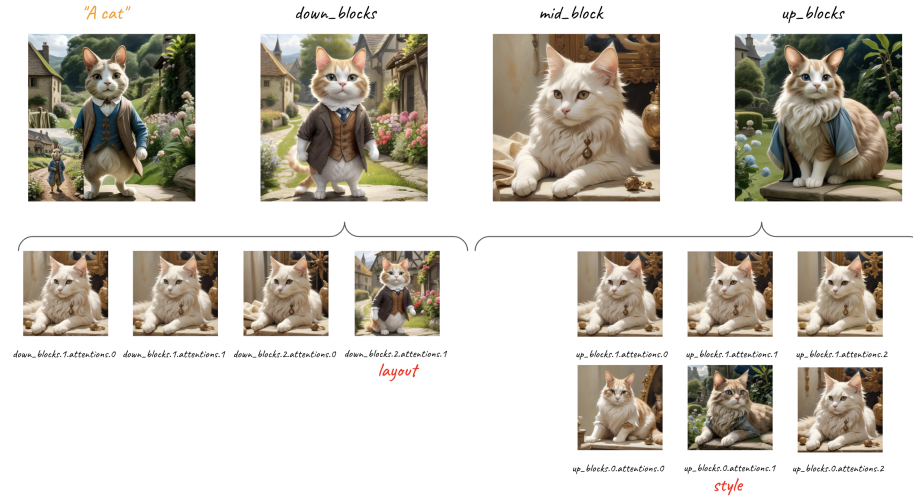 "A cat"
down_blocks
mid_block
up_blocks
down_blocks.1.attentions.0
down_blocks.1.attentions.1
down_blocks.2.attentions.0
down_blocks.2.attentions.1
layout
up_blocks.1.attentions.0
up_blocks.1.attentions.1
up_blocks.1.attentions.2
up_blocks.0.attentions.0
up_blocks.0.attentions.1
up_blocks.0.attentions.2
style